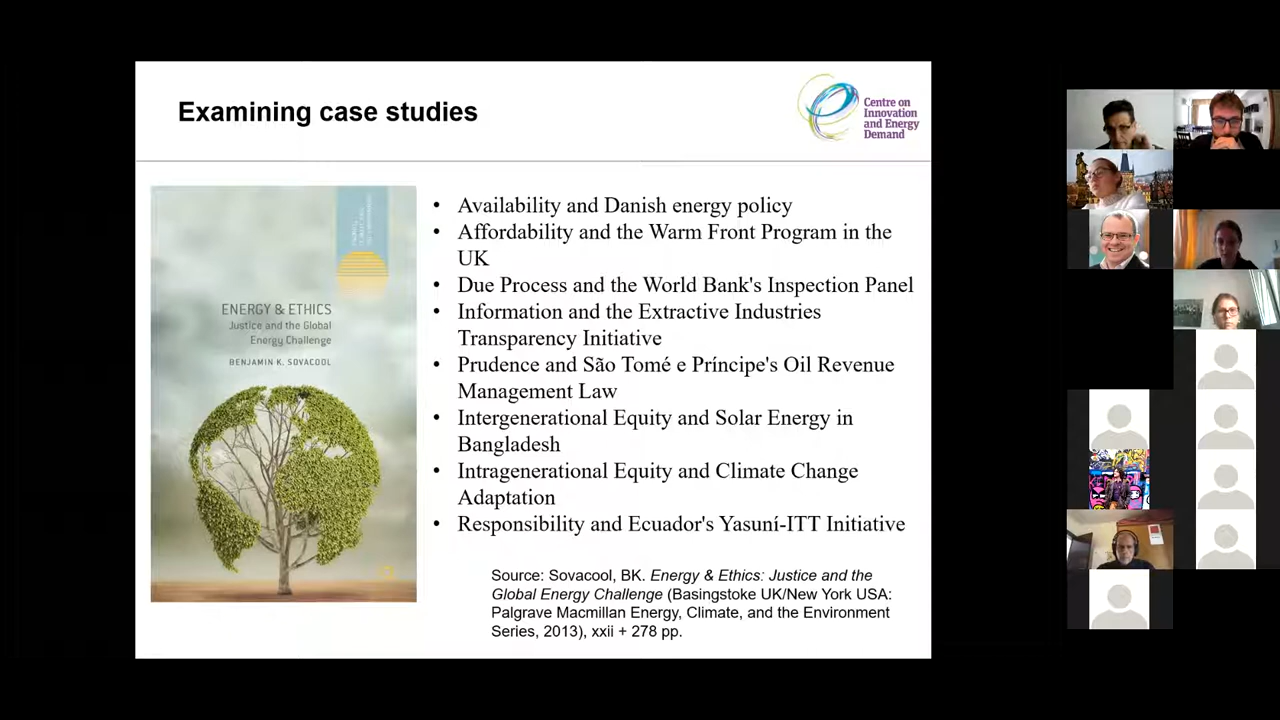 Examining case studies
Centre on
Innovation
and Energy
Demand
ENERGY & ETHICS
Justice and the Global
Energy Challenge
BENJAMIN K. SOVACOOL
• Availability and Danish energy policy
• Affordability and the Warm Front Program in the
UK
• Due Process and the World Bank's Inspection Panel
• Information and the Extractive Industries
Transparency Initiative
• Prudence and São Tomé e Príncipe's Oil Revenue
Management Law
• Intergenerational Equity and Solar Energy in
Bangladesh
• Intragenerational Equity and Climate Change
Adaptation
• Responsibility and Ecuador's Yasuní-ITT Initiative
Source: Sovacool, BK. Energy & Ethics: Justice and the
Global Energy Challenge (Basingstoke UK/New York USA:
Palgrave Macmillan Energy, Climate, and the Environment
Series, 2013), xxii + 278 pp.